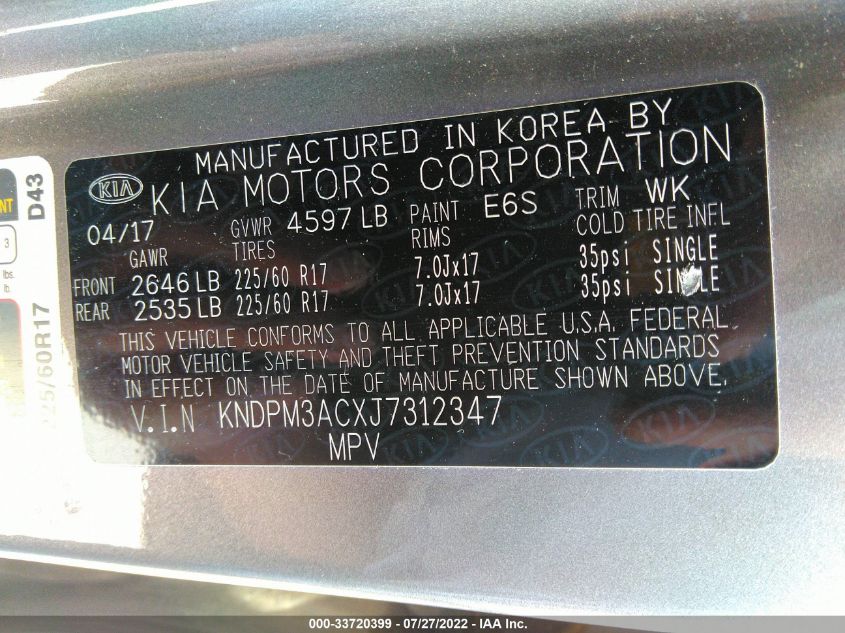 MANUFACTURED IN KOREA BY
KIA KIA MOTORS CORPORATION
04/17 GVWR 4597 LB PAINT E6S TRIM WK
GAWR TIRES RIMS COLD TIRE INFL
FRONT 2646 LB 225/60 R17 7.0Jx17 35psi SINGLE
REAR 2535 LB 225/60 R17 7.0Jx17 35psi
THIS VEHICLE CONFORMS TO ALL APPLICABLE U.S.A. FEDERAL
MOTOR VEHICLE SAFETY AND THEFT PREVENTION STANDARDS
IN EFFECT ON THE DATE OF MANUFACTURE SHOWN ABOVE.
V.I.N KNDPM3ACXJ7312347
MPV
D43
3
lbs.
lb.
000-33720399 - 07/27/2022 - IAA Inc.